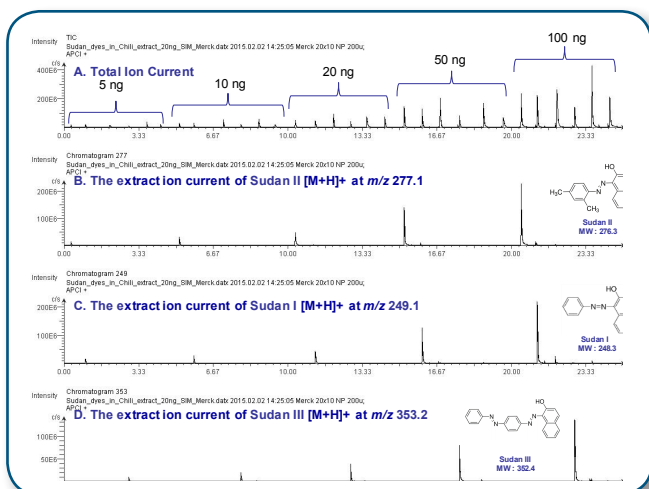 Intensity
TIC
Sudan_dyes_in_Chili_extract_20ng_SIM_Merck.datx 2015.02.02 14:25:05 Merck 20x10 NP 200u;
APCI +
c/s
A. Total Ion Current
5 ng
10 ng
20 ng
50 ng
100 ng
400E6
200E6
0.00 3.33 6.67 10.00 13.33 16.67 20.00 23.33
Intensity
Chromatogram 277
Sudan_dyes_in_Chili_extract_20ng_SIM_Merck.datx 2015.02.02 14:25:05 Merck 20x10 NP 200u;
APCI +
c/s
B. The extract ion current of Sudan II [M+H]+ at m/z 277.1
200E6
100E6
0.00 3.33 6.67 10.00 13.33 16.67 20.00 23.33
HO
N
N
H₃C
CH₃
Sudan II
MW : 276.3
Intensity
Chromatogram 249
Sudan_dyes_in_Chili_extract_20ng_SIM_Merck.datx 2015.02.02 14:25:05 Merck 20x10 NP 200u;
APCI +
c/s
C. The extract ion current of Sudan I [M+H]+ at m/z 249.1
200E6
100E6
0.00 3.33 6.67 10.00 13.33 16.67 20.00 23.33
HO
N=N
Sudan I
MW : 248.3
Intensity
Chromatogram 353
Sudan_dyes_in_Chili_extract_20ng_SIM_Merck.datx 2015.02.02 14:25:05 Merck 20x10 NP 200u;
APCI +
c/s
D. The extract ion current of Sudan III [M+H]+ at m/z 353.2
100E6
50E6
HO
N
N
N
N
Sudan III
MW : 352.4